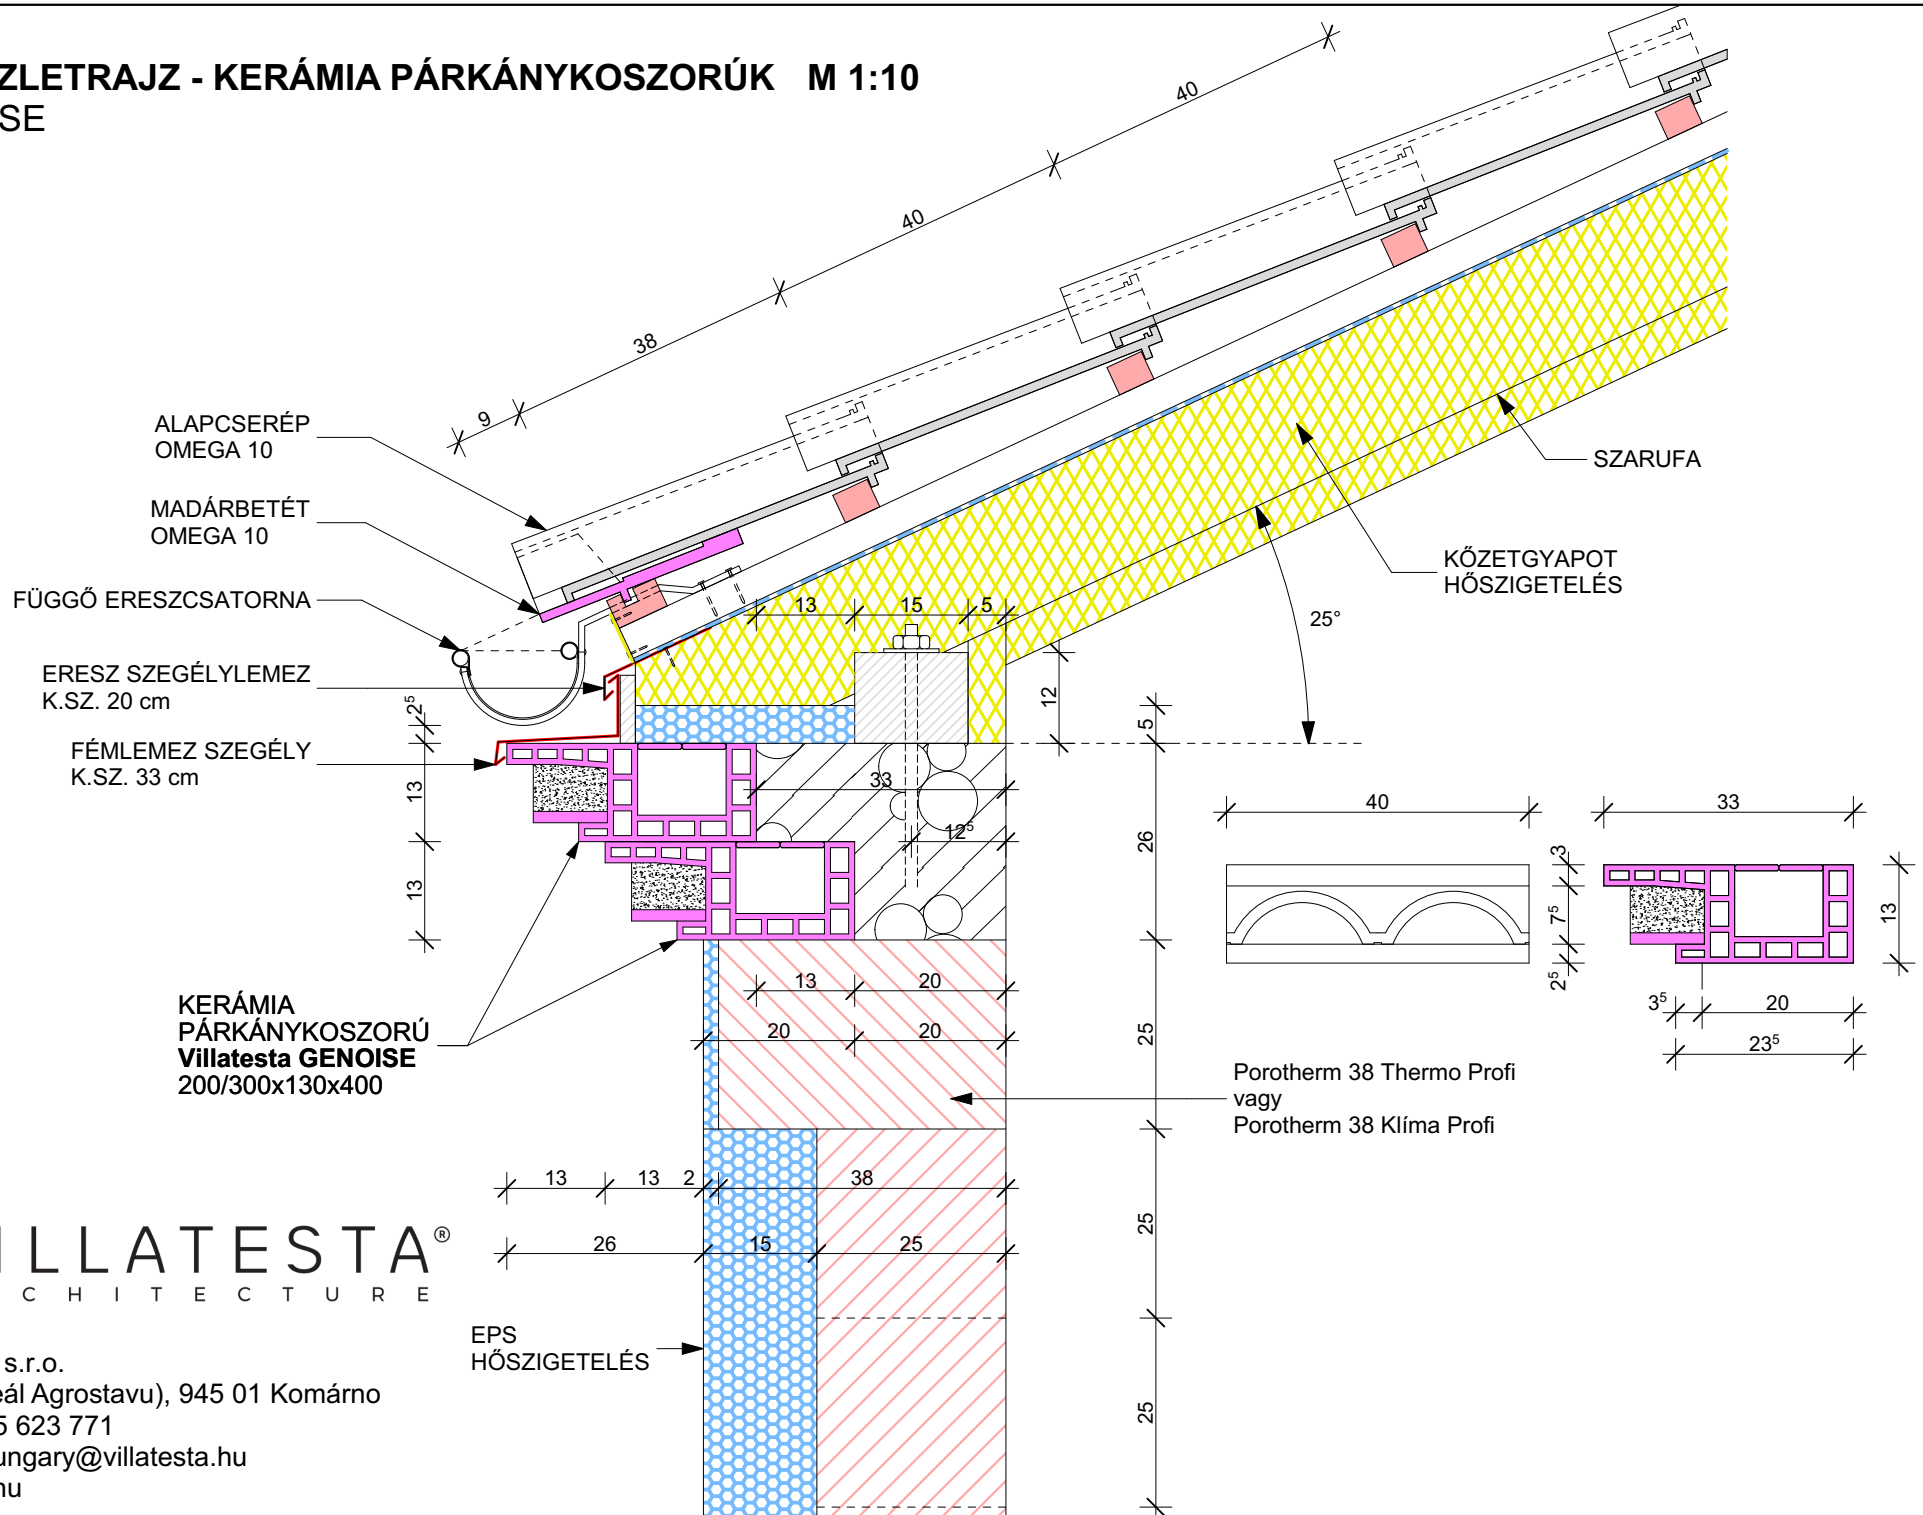 ZLETRAJZ - KERÁMIA PÁRKÁNYKOSZORÚK M 1:10
SE
40
40
40
38
9
ALAPCSERÉP
OMEGA 10
MADÁRBETÉT
OMEGA 10
FÜGGŐ ERESZCSATORNA
ERESZ SZEGÉLYLEMEZ
K.SZ. 20 cm
FÉMLEMEZ SZEGÉLY
K.SZ. 33 cm
SZARUFA
KŐZETGYAPOT
HŐSZIGETELÉS
25°
13 15 5
12
5
2⁵
13
13
33
12⁵
26
40
3
7⁵
2⁵
33
13
3⁵ 20
23⁵
KERÁMIA
PÁRKÁNYKOSZORÚ
Villatesta GENOISE
200/300x130x400
13 20
20 20
25
Porotherm 38 Thermo Profi
vagy
Porotherm 38 Klíma Profi
13 13 2 38
26 15 25
25
25
ILLATESTA®
CHITECTURE
EPS
HŐSZIGETELÉS
s.r.o.
eál Agrostavu), 945 01 Komárno
5 623 771
ungary@villatesta.hu
nu